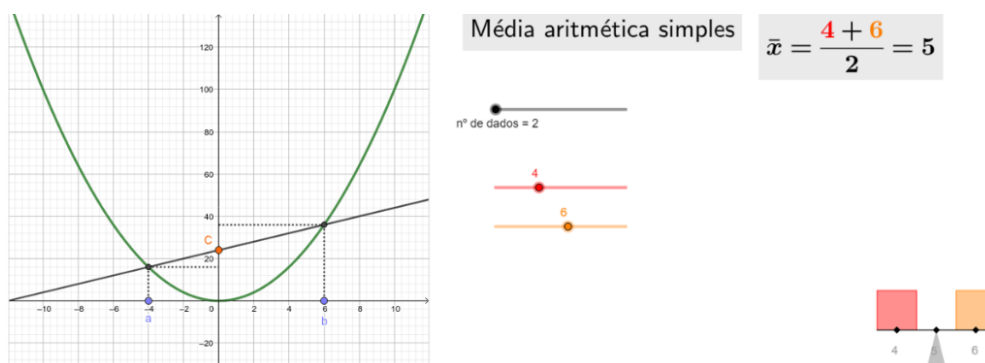 120
100
80
60
40
C
20
−10 −8 −6 −4 −2 0 2 4 6 8 10
a b
−20
Média aritmética simples
x̄ = (4 + 6)/2 = 5
nº de dados = 2
4
6
4 6